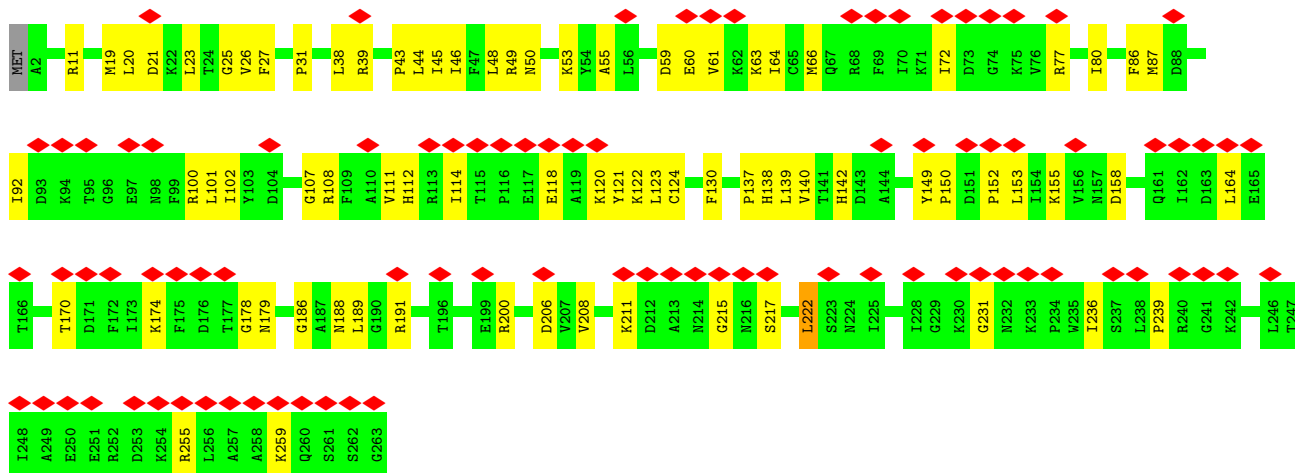 MET A2 R11 M19 L20 D21 K22 L23 T24 G25 V26 F27 P31 L38 R39 P43 L44 I45 I46 F47 L48 R49 N50 K53 Y54 A55 L56 D59 E60 V61 K62 K63 I64 C65 M66 Q67 R68 F69 I70 K71 I72 D73 G74 K75 V76 R77 I80 F86 M87 D88
I92 D93 K94 T95 G96 E97 N98 F99 R100 L101 I102 Y103 D104 G107 R108 F109 A110 V111 H112 R113 I114 T115 P116 E117 E118 A119 K120 Y121 K122 L123 C124 F130 P137 H138 L139 V140 T141 H142 D143 A144 Y149 P150 D151 P152 L153 I154 K155 V156 N157 D158 Q161 I162 D163 L164 E165
T166 T170 D171 F172 I173 K174 F175 D176 T177 G178 N179 G186 A187 N188 L189 G190 R191 T196 E199 R200 D206 V207 V208 K211 D212 A213 N214 G215 N216 S217 L222 S223 N224 I225 I228 G229 K230 G231 N232 K233 P234 W235 I236 S237 L238 P239 R240 G241 K242 L246 T247
I248 A249 E250 E251 R252 D253 K254 R255 L256 A257 A258 K259 Q260 S261 S262 G263